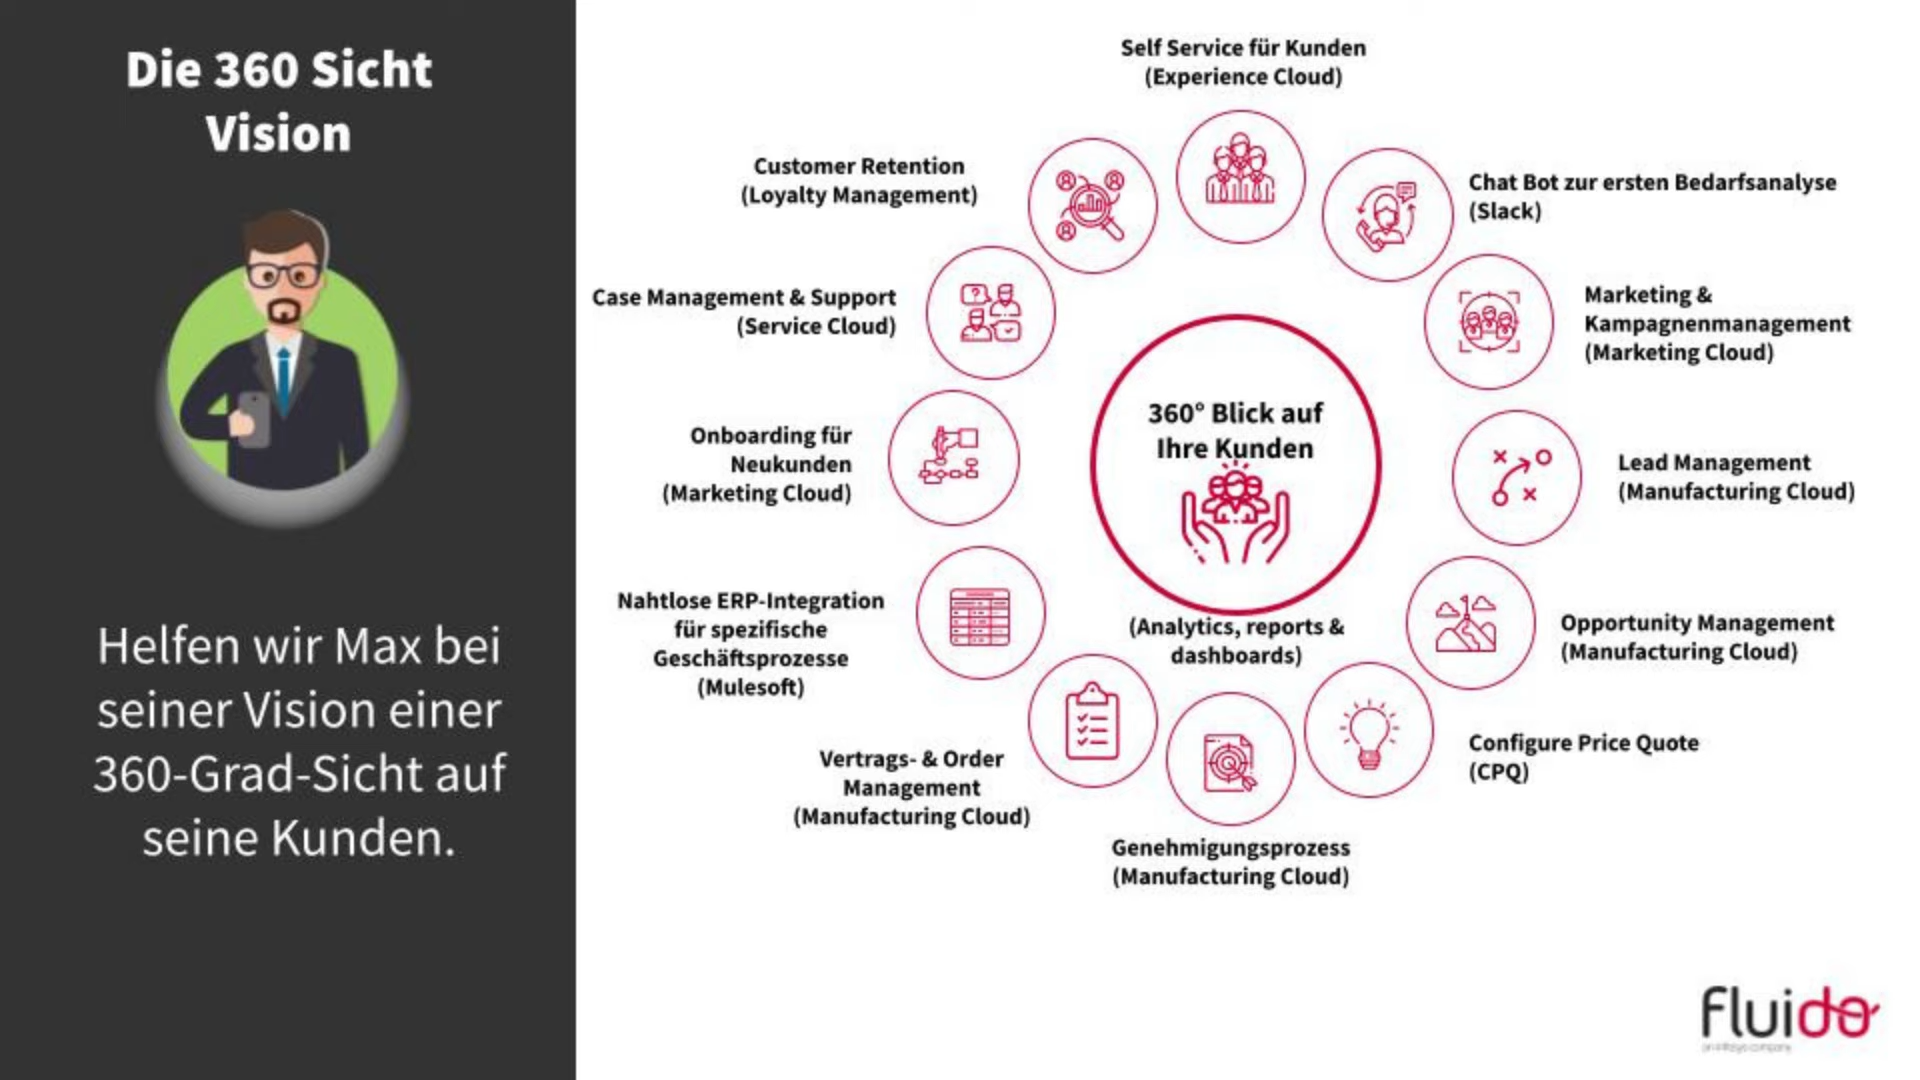 Die 360 Sicht
Vision
Helfen wir Max bei
seiner Vision einer
360-Grad-Sicht auf
seine Kunden.
Self Service für Kunden
(Experience Cloud)
Chat Bot zur ersten Bedarfsanalyse
(Slack)
Marketing &
Kampagnenmanagement
(Marketing Cloud)
Lead Management
(Manufacturing Cloud)
Opportunity Management
(Manufacturing Cloud)
Configure Price Quote
(CPQ)
Genehmigungsprozess
(Manufacturing Cloud)
Vertrags- & Order
Management
(Manufacturing Cloud)
Nahtlose ERP-Integration
für spezifische
Geschäftsprozesse
(Mulesoft)
Onboarding für
Neukunden
(Marketing Cloud)
Case Management & Support
(Service Cloud)
Customer Retention
(Loyalty Management)
360° Blick auf
Ihre Kunden
(Analytics, reports &
dashboards)
fluido
an infosys company